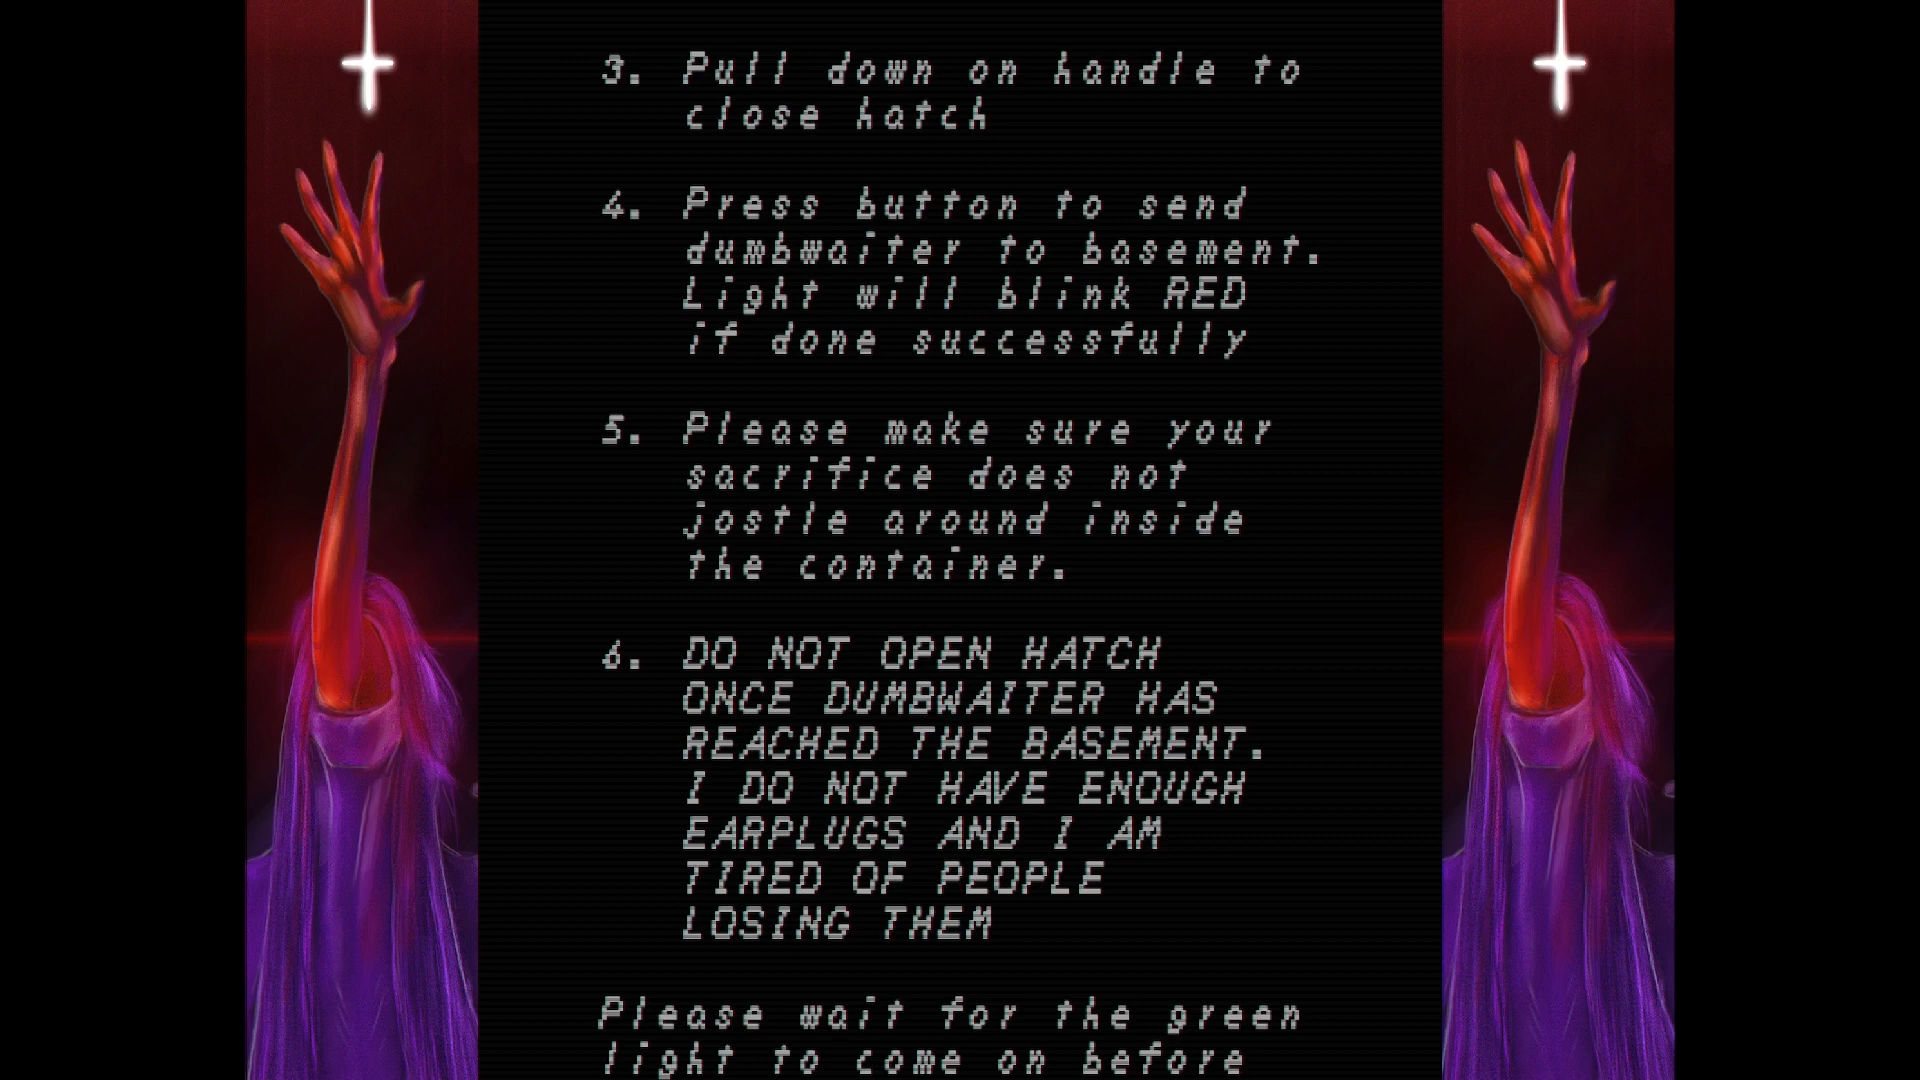 3. Pull down on handle to
close hatch
4. Press button to send
dumbwaiter to basement.
Light will blink RED
if done successfully
5. Please make sure your
sacrifice does not
jostle around inside
the container.
6. DO NOT OPEN HATCH
ONCE DUMBWAITER HAS
REACHED THE BASEMENT.
I DO NOT HAVE ENOUGH
EARPLUGS AND I AM
TIRED OF PEOPLE
LOSING THEM
Please wait for the green
light to come on before